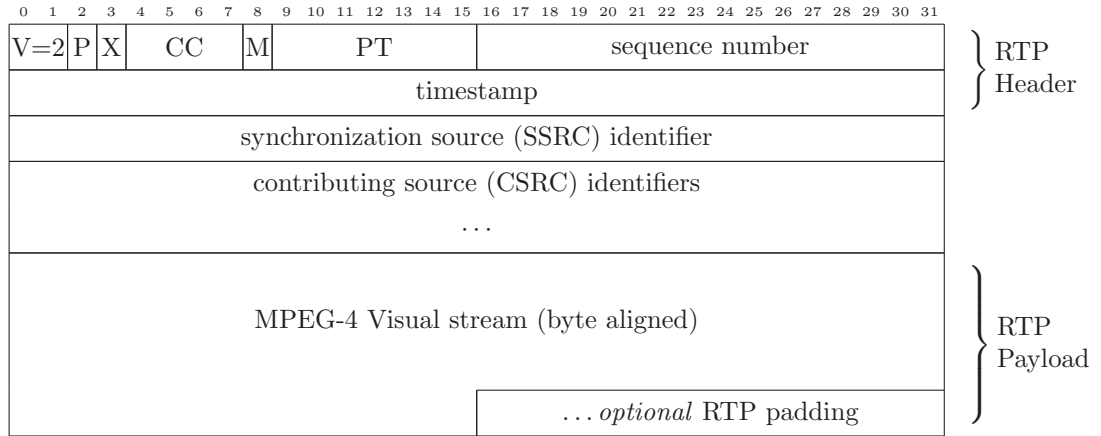 0 1 2 3 4 5 6 7 8 9 10 11 12 13 14 15 16 17 18 19 20 21 22 23 24 25 26 27 28 29 30 31
V=2 P X CC M PT sequence number
RTP
Header
timestamp
synchronization source (SSRC) identifier
contributing source (CSRC) identifiers
...
MPEG-4 Visual stream (byte aligned)
RTP
Payload
... optional RTP padding